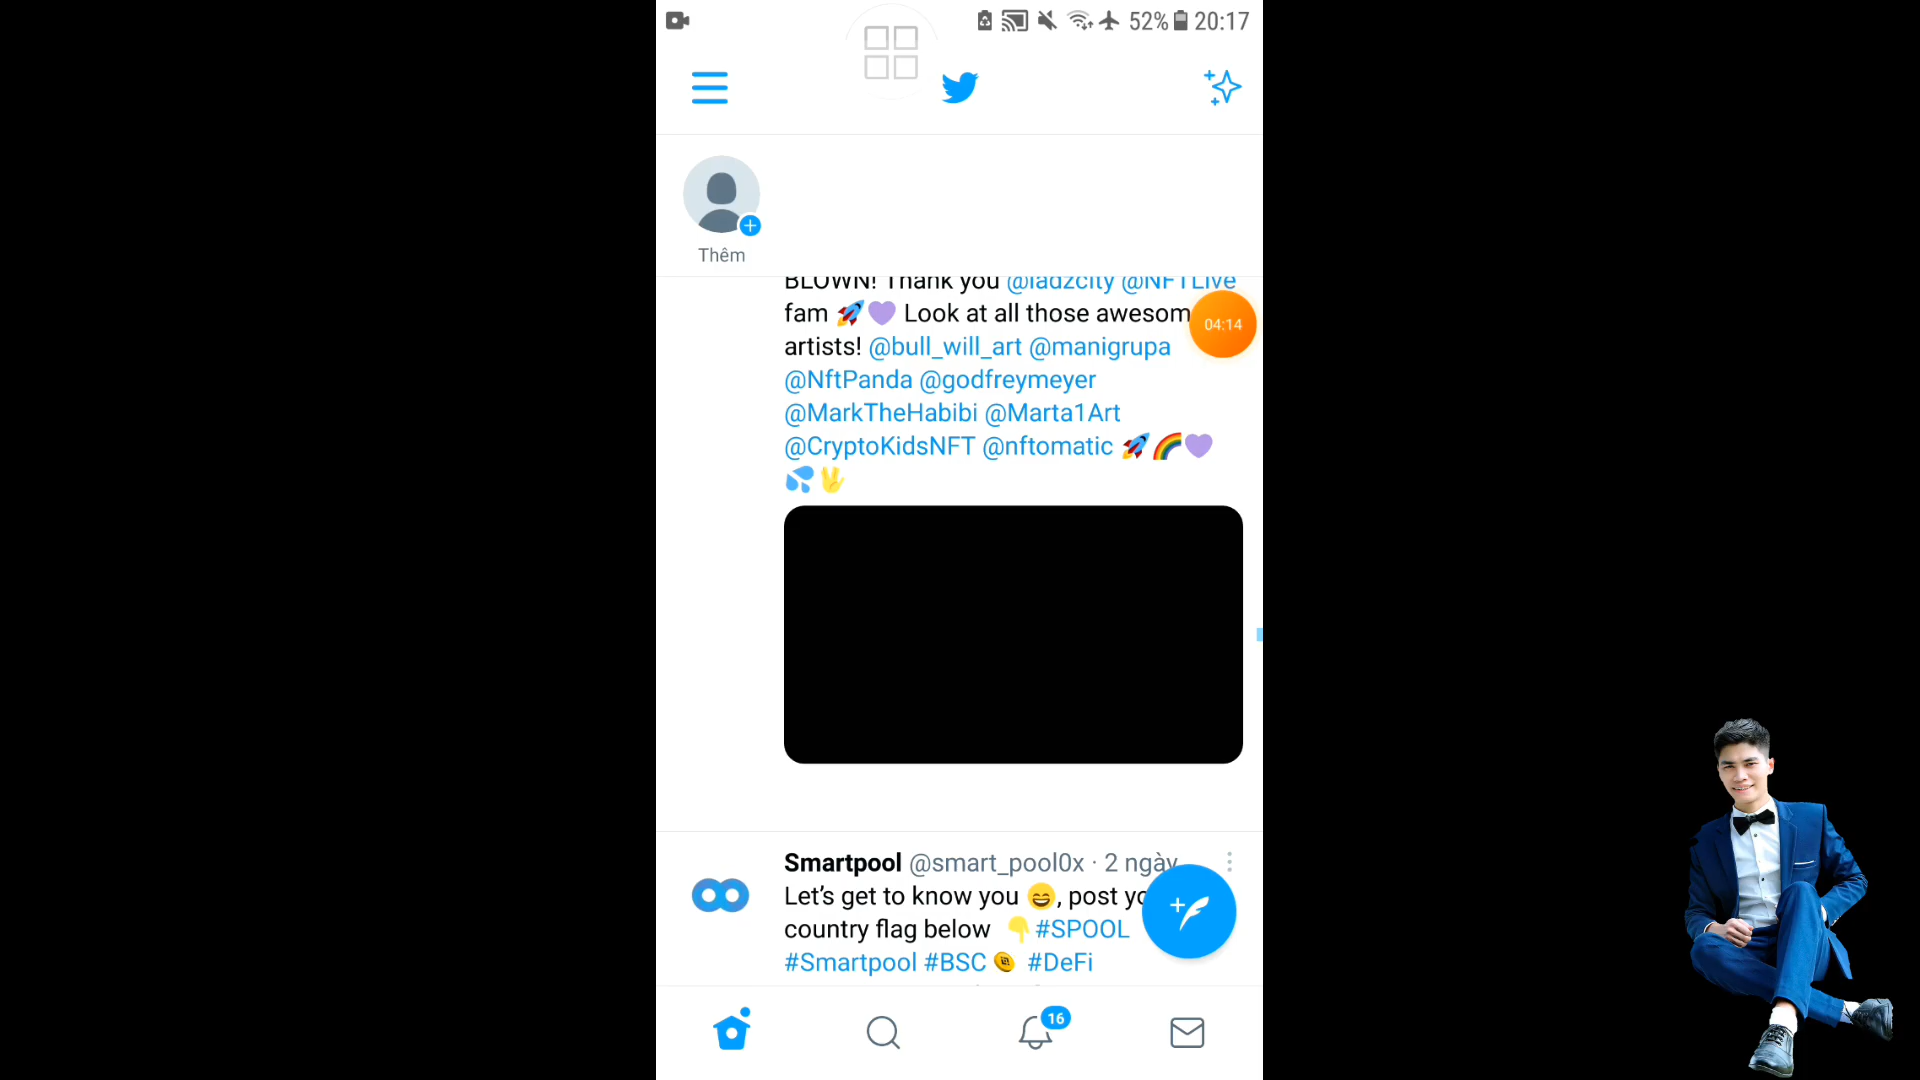 52% 20:17
Thêm
BLOWN! Thank you @ladzcity @NFTLive
fam 🚀💜 Look at all those awesom
04:14
artists! @bull_will_art @manigrupa
@NftPanda @godfreymeyer
@MarkTheHabibi @Marta1Art
@CryptoKidsNFT @nftomatic 🚀🌈💜
💦🖖
Smartpool @smart_pool0x · 2 ngày
Let's get to know you 😄, post yo
country flag below 👇#SPOOL
#Smartpool #BSC #DeFi
16